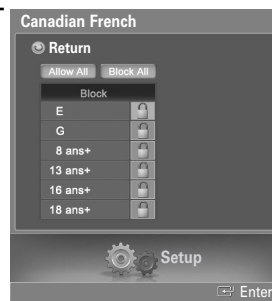 Canadian French
Return
Allow All Block All
Block
E
G
8 ans+
13 ans+
16 ans+
18 ans+
Setup
Enter